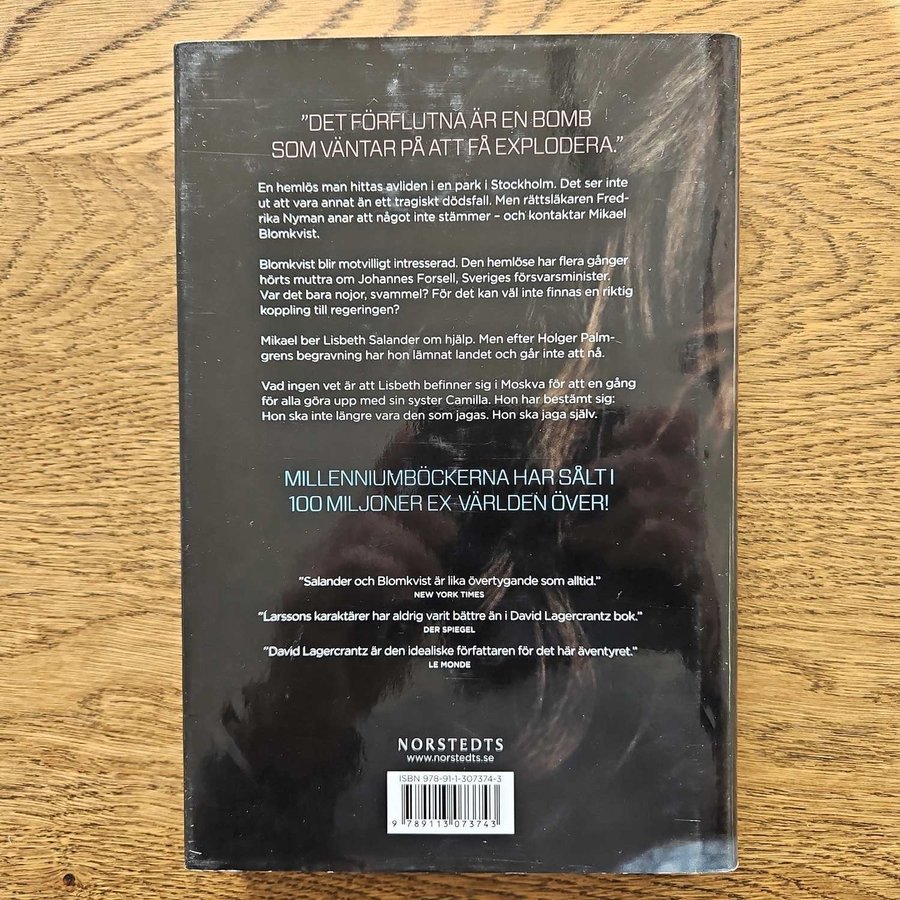 ”DET FÖRFLUTNA ÄR EN BOMB
SOM VÄNTAR PÅ ATT FÅ EXPLODERA.”
En hemlös man hittas avliden i en park i Stockholm. Det ser inte
ut att vara annat än ett tragiskt dödsfall. Men rättsläkaren Fred-
rika Nyman anar att något inte stämmer – och kontaktar Mikael
Blomkvist.
Blomkvist blir motvilligt intresserad. Den hemlöse har flera gånger
hörts muttra om Johannes Forsell, Sveriges försvarsminister.
Var det bara nojor, svammel? För det kan väl inte finnas en riktig
koppling till regeringen?
Mikael ber Lisbeth Salander om hjälp. Men efter Holger Palm-
grens begravning har hon lämnat landet och går inte att nå.
Vad ingen vet är att Lisbeth befinner sig i Moskva för att en gång
för alla göra upp med sin syster Camilla. Hon har bestämt sig:
Hon ska inte längre vara den som jagas. Hon ska jaga själv.
MILLENNIUMBÖCKERNA HAR SÅLT I
100 MILJONER EX VÄRLDEN ÖVER!
”Salander och Blomkvist är lika övertygande som alltid.”
NEW YORK TIMES
”Larssons karaktärer har aldrig varit bättre än i David Lagercrantz bok.”
DER SPIEGEL
”David Lagercrantz är den idealiske författaren för det här äventyret.”
LE MONDE
NORSTEDTS
www.norstedts.se
ISBN 978-91-1-307374-3
9 789113 073743